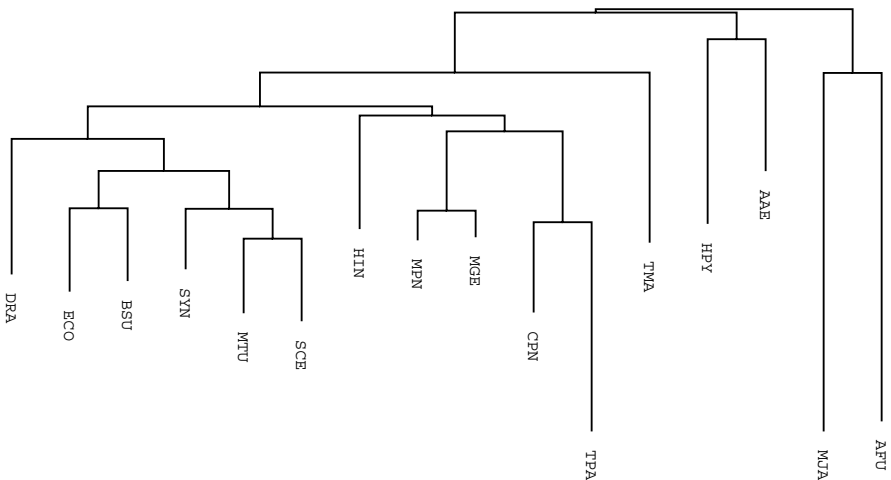 DRA
ECO
BSU
SYN
MTU
SCE
HIN
MPN
MGE
CPN
TPA
TMA
HPY
AAE
MJA
AFU